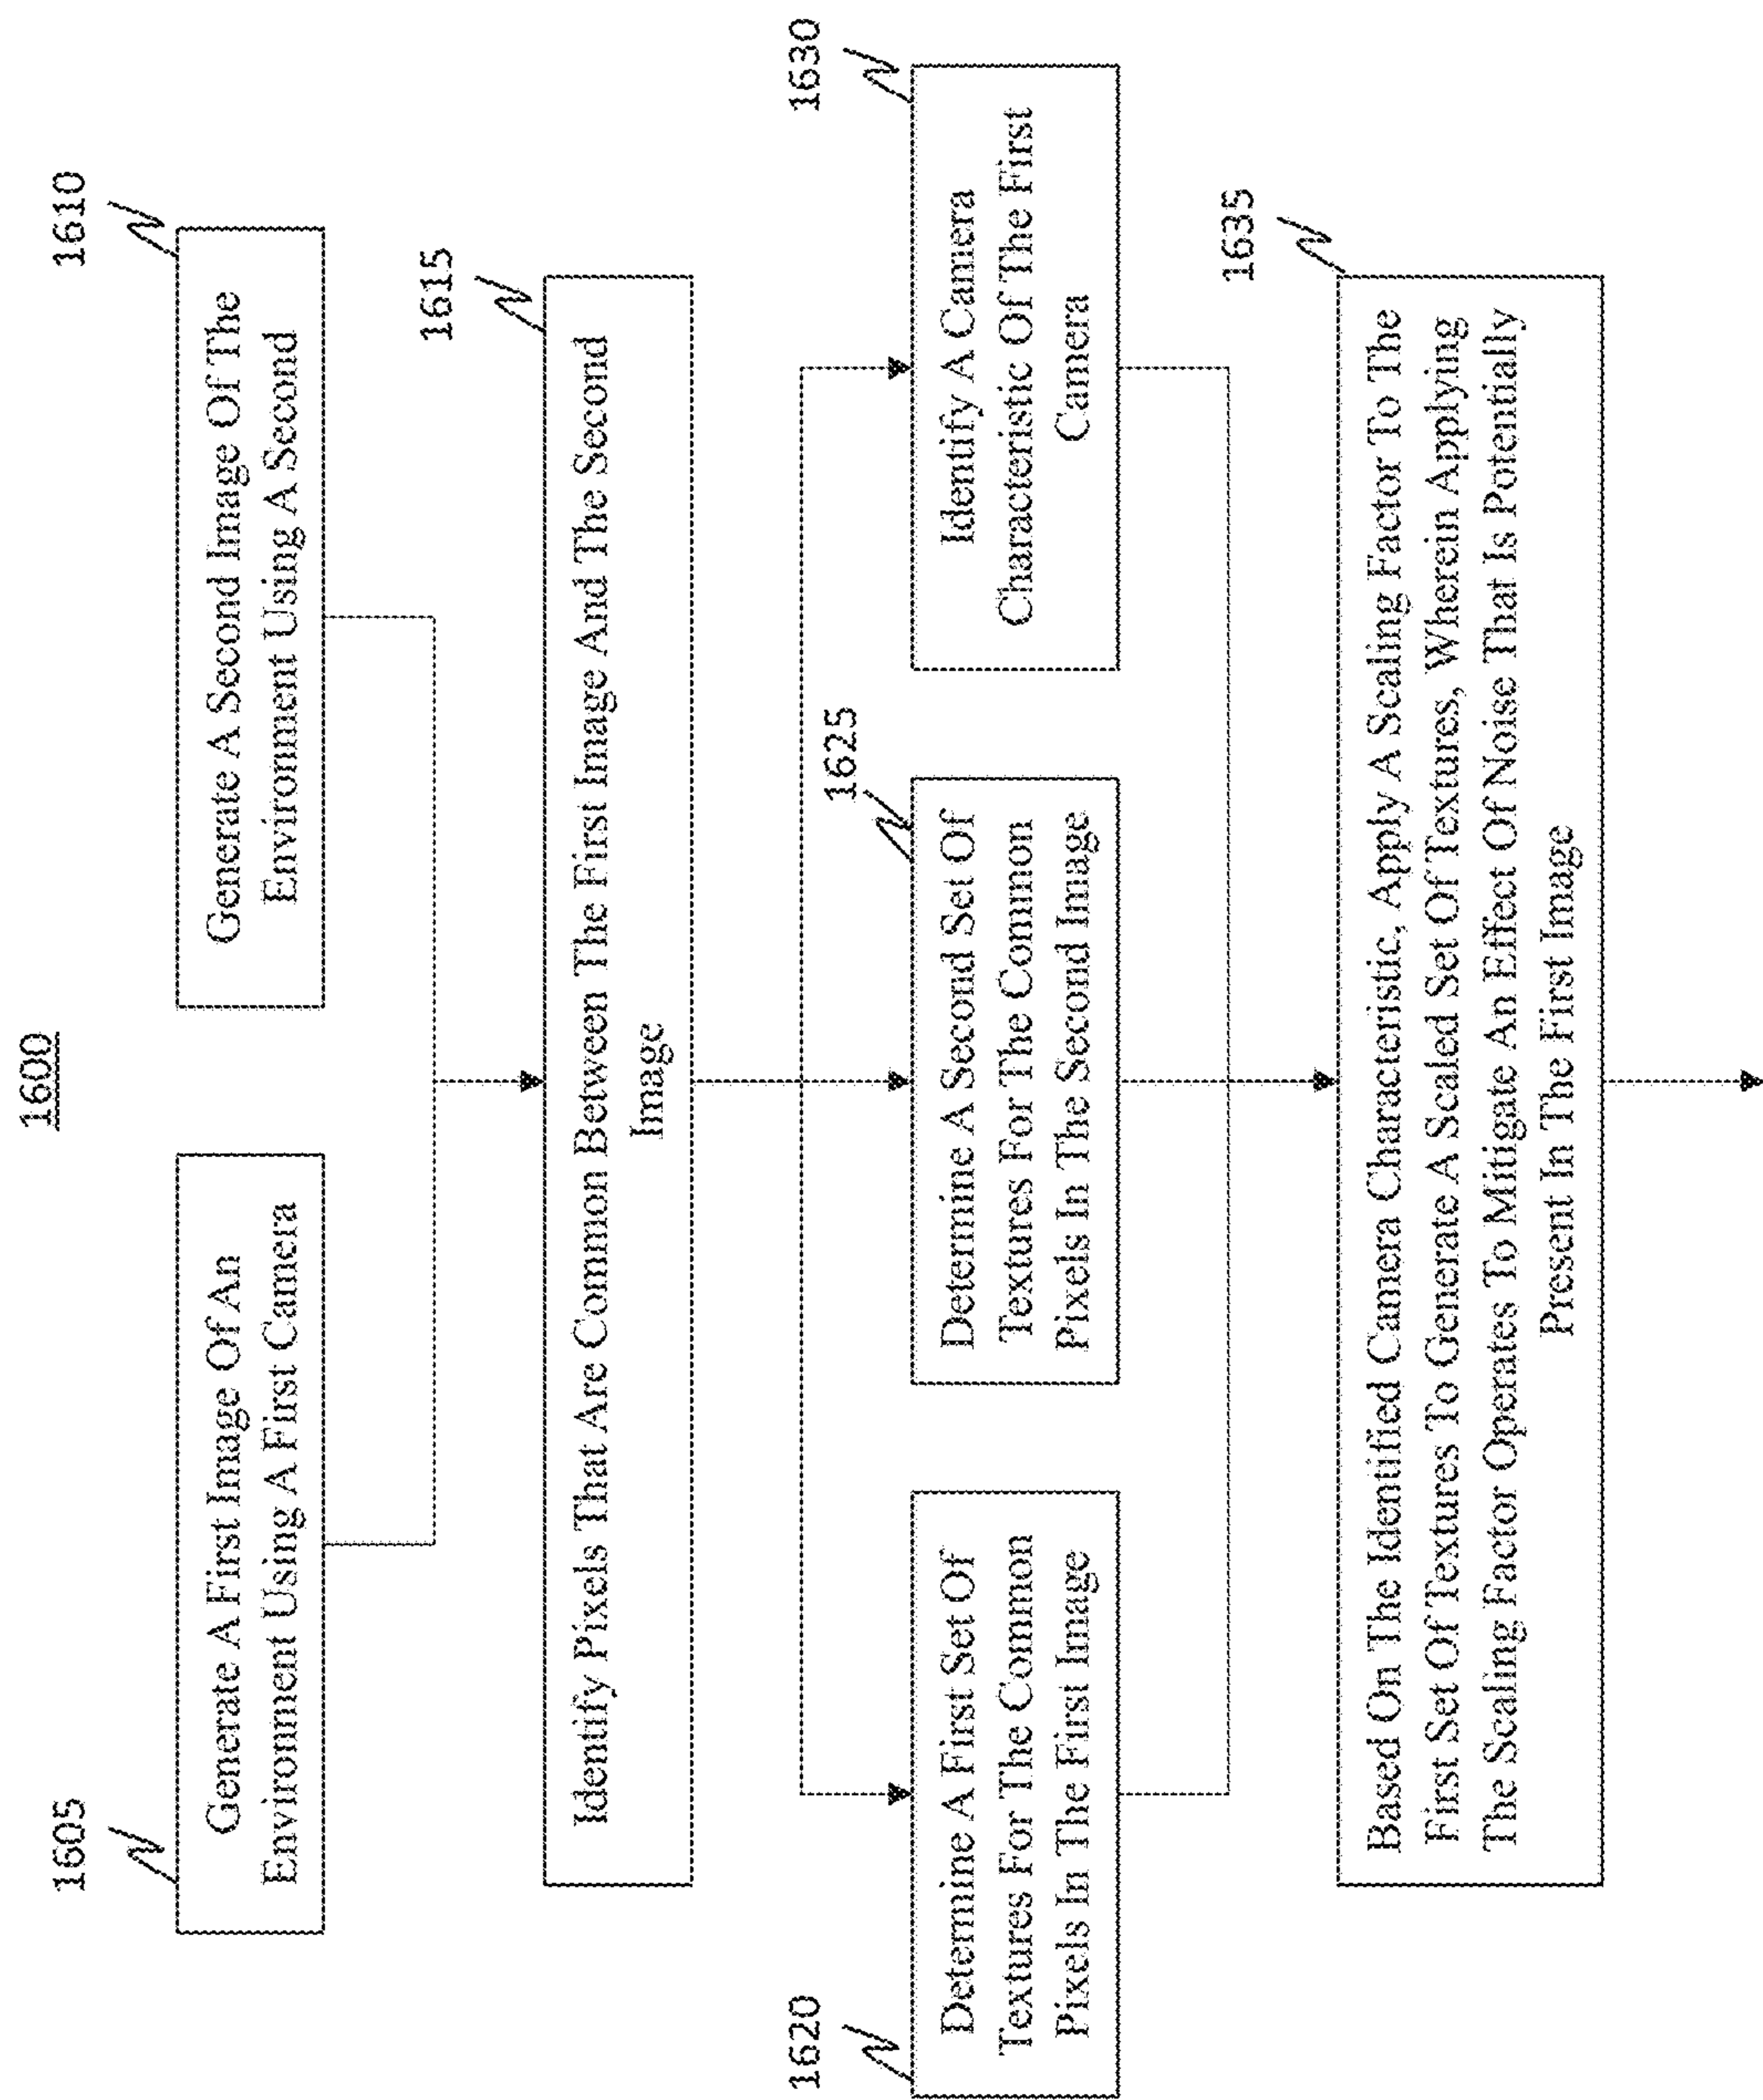 1600
1605
Generate A First Image Of An
Environment Using A First Camera
1610
Generate A Second Image Of The
Environment Using A Second
1615
Identify Pixels That Are Common Between The First Image And The Second
Image
1620
Determine A First Set Of
Textures For The Common
Pixels In The First Image
1625
Determine A Second Set Of
Textures For The Common
Pixels In The Second Image
1630
Identify A Camera
Characteristic Of The First
Camera
1635
Based On The Identified Camera Characteristic, Apply A Scaling Factor To The
First Set Of Textures To Generate A Scaled Set Of Textures, Wherein Applying
The Scaling Factor Operates To Mitigate An Effect Of Noise That Is Potentially
Present In The First Image